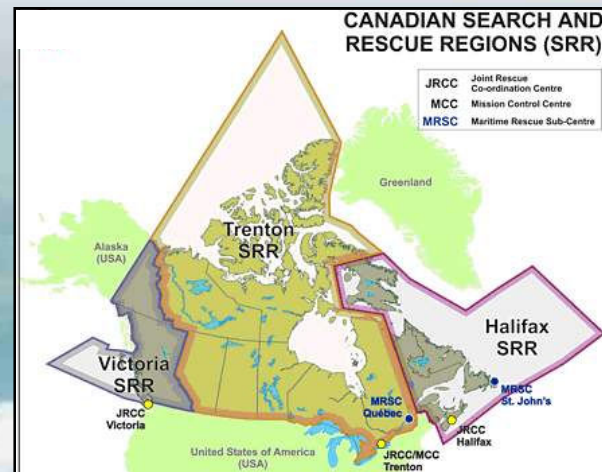 CANADIAN SEARCH AND
RESCUE REGIONS (SRR)
JRCC Joint Rescue
Co-ordination Centre
MCC Mission Control Centre
MRSC Maritime Rescue Sub-Centre
Greenland
Alaska
(USA)
Trenton
SRR
Halifax
SRR
Victoria
SRR
MRSC
Québec
MRSC
St. John's
JRCC
Victoria
JRCC
Halifax
JRCC/MCC
Trenton
United States of America
(USA)